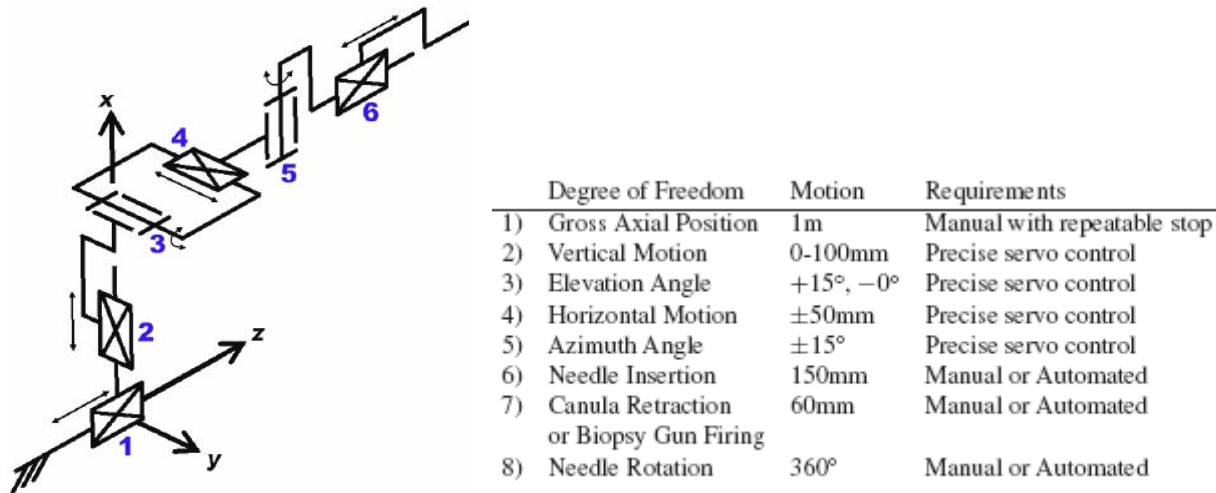 x
4
6
5
3
2
z
1
y
Degree of Freedom Motion Requirements
1) Gross Axial Position 1m Manual with repeatable stop
2) Vertical Motion 0-100mm Precise servo control
3) Elevation Angle +15°, −0° Precise servo control
4) Horizontal Motion ±50mm Precise servo control
5) Azimuth Angle ±15° Precise servo control
6) Needle Insertion 150mm Manual or Automated
7) Canula Retraction 60mm Manual or Automated
or Biopsy Gun Firing
8) Needle Rotation 360° Manual or Automated